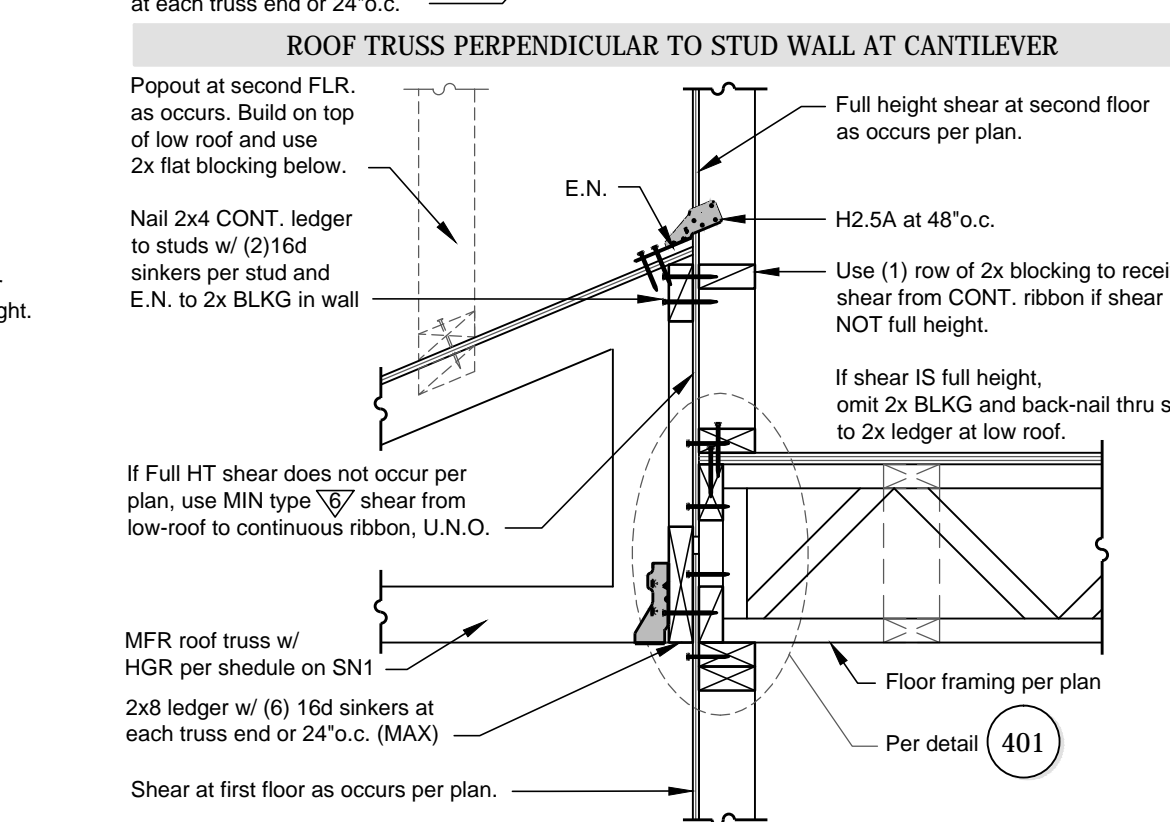 at each truss end or 24"o.c.
ROOF TRUSS PERPENDICULAR TO STUD WALL AT CANTILEVER
Popout at second FLR.
as occurs. Build on top
of low roof and use
2x flat blocking below.
Nail 2x4 CONT. ledger
to studs w/ (2)16d
sinkers per stud and
E.N. to 2x BLKG in wall
ght.
If Full HT shear does not occur per
plan, use MIN type 6 shear from
low-roof to continuous ribbon, U.N.O.
MFR roof truss w/
HGR per shedule on SN1
2x8 ledger w/ (6) 16d sinkers at
each truss end or 24"o.c. (MAX)
Shear at first floor as occurs per plan.
E.N.
Full height shear at second floor
as occurs per plan.
H2.5A at 48"o.c.
Use (1) row of 2x blocking to recei
shear from CONT. ribbon if shear
NOT full height.
If shear IS full height,
omit 2x BLKG and back-nail thru s
to 2x ledger at low roof.
Floor framing per plan
Per detail 401